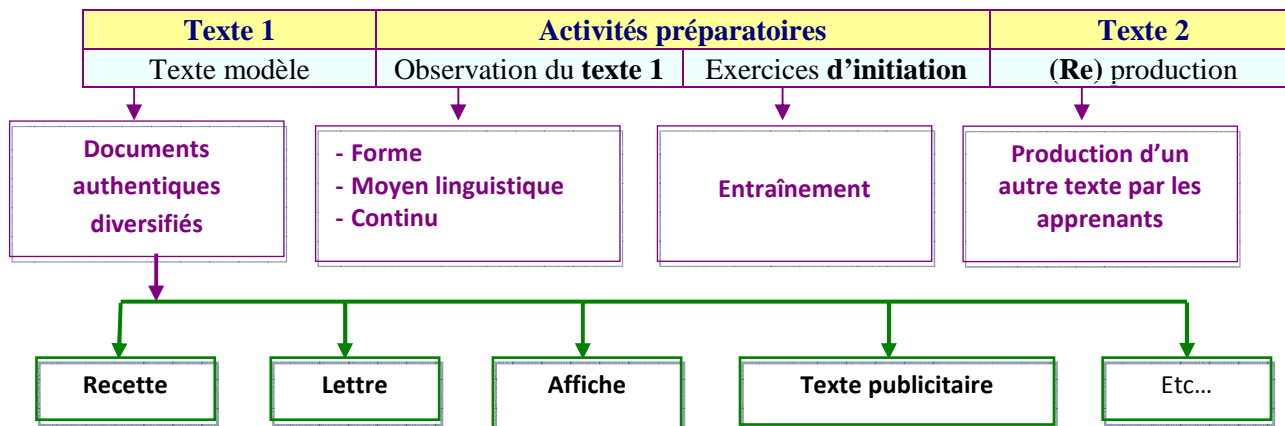 Texte 1
Activités préparatoires
Texte 2
Texte modèle
Observation du texte 1
Exercices d'initiation
(Re) production
Documents
authentiques
diversifiés
- Forme
- Moyen linguistique
- Continu
Entraînement
Production d'un
autre texte par les
apprenants
Recette
Lettre
Affiche
Texte publicitaire
Etc...